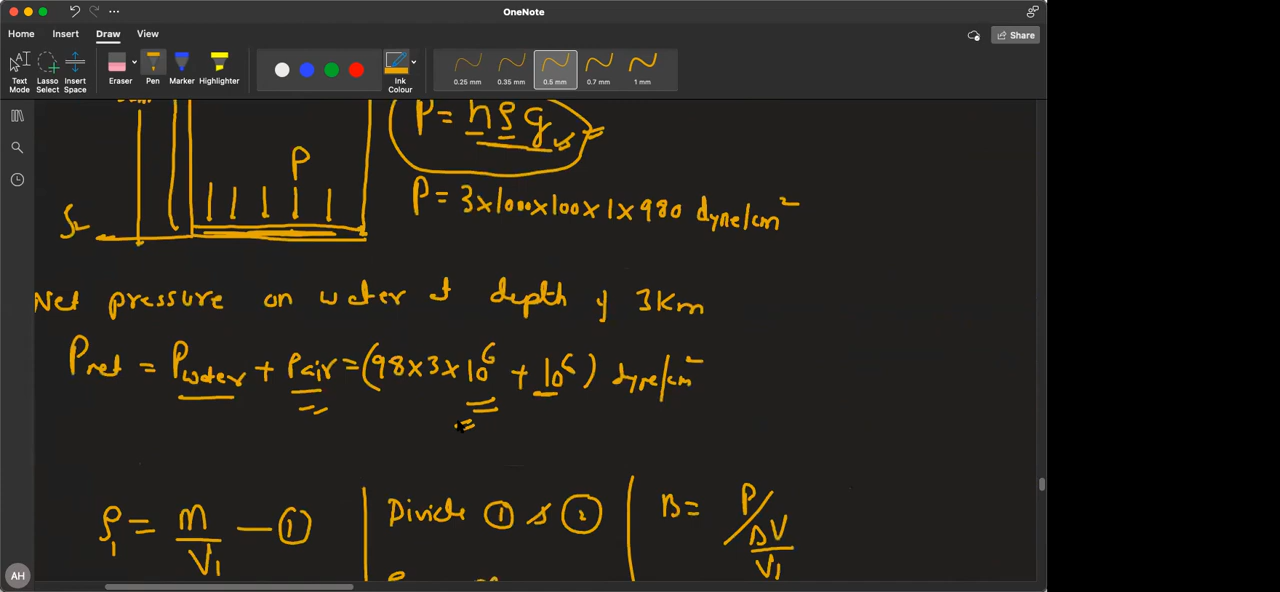 OneNote
Home Insert Draw View
Share
Text Mode
Lasso Select
Insert Space
Eraser
Pen
Marker
Highlighter
Ink Colour
0.25 mm
0.35 mm
0.5 mm
0.7 mm
1 mm
P = hρg
P
P = 3×1000×100×1×980 dyne/cm²
Net pressure on water at depth of 3Km
Pnet = Pwater + Pair = (98×3×10⁶ + 10⁶) dyne/cm²
ρ₁ = m/V₁ — ①
Divide ① & ②
B = P/ΔV/V₁
AH